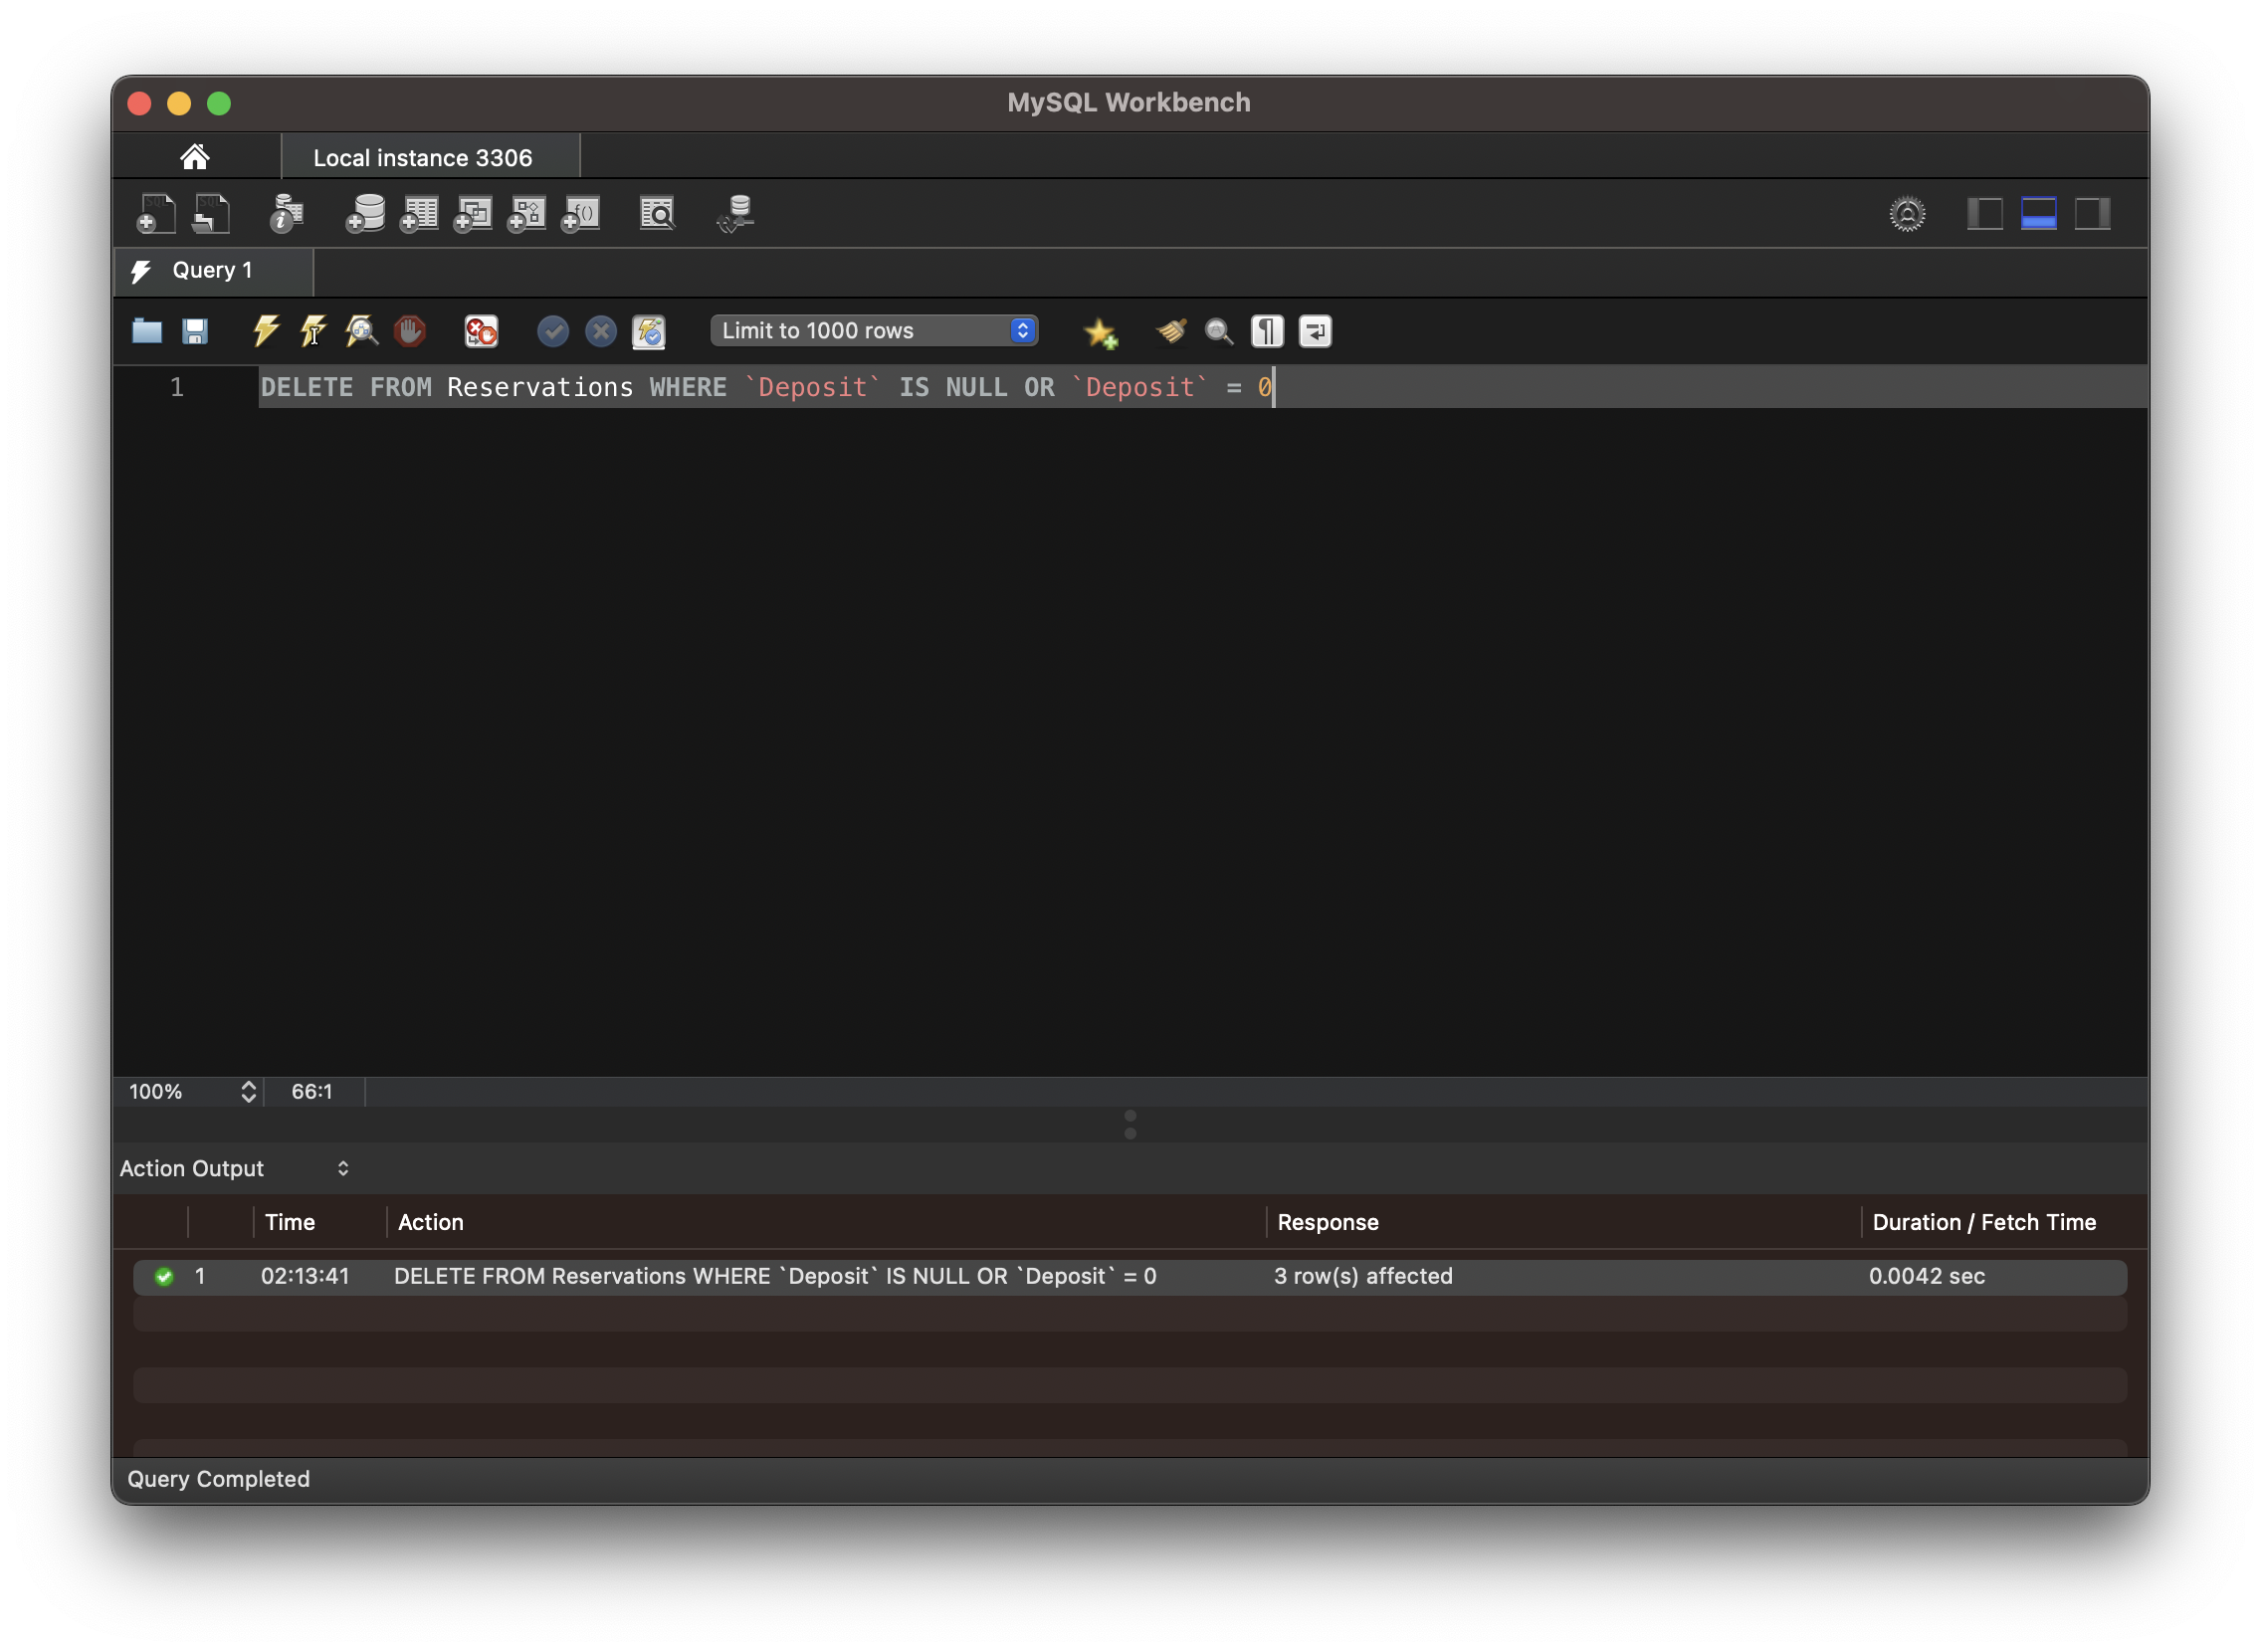 MySQL Workbench
Local instance 3306
Query 1
Limit to 1000 rows
1 DELETE FROM Reservations WHERE `Deposit` IS NULL OR `Deposit` = 0
100% 66:1
Action Output
Time Action Response Duration / Fetch Time
1 02:13:41 DELETE FROM Reservations WHERE `Deposit` IS NULL OR `Deposit` = 0 3 row(s) affected 0.0042 sec
Query Completed